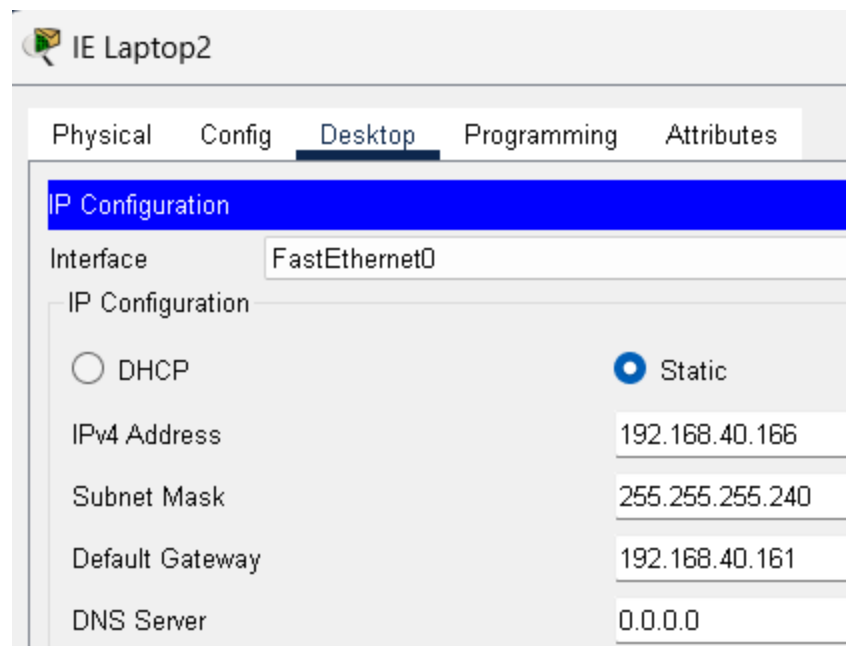 IE Laptop2
Physical Config Desktop Programming Attributes
IP Configuration
Interface FastEthernet0
IP Configuration
DHCP Static
IPv4 Address 192.168.40.166
Subnet Mask 255.255.255.240
Default Gateway 192.168.40.161
DNS Server 0.0.0.0